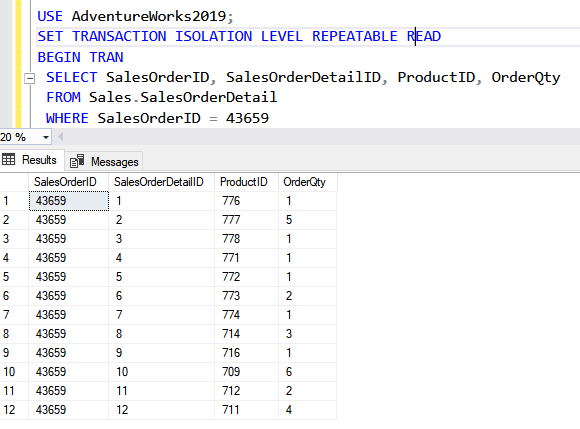 USE AdventureWorks2019;
SET TRANSACTION ISOLATION LEVEL REPEATABLE READ
BEGIN TRAN
SELECT SalesOrderID, SalesOrderDetailID, ProductID, OrderQty
FROM Sales.SalesOrderDetail
WHERE SalesOrderID = 43659
20 %
Results Messages
SalesOrderID SalesOrderDetailID ProductID OrderQty
1 43659 1 776 1
2 43659 2 777 5
3 43659 3 778 1
4 43659 4 771 1
5 43659 5 772 1
6 43659 6 773 2
7 43659 7 774 1
8 43659 8 714 3
9 43659 9 716 1
10 43659 10 709 6
11 43659 11 712 2
12 43659 12 711 4